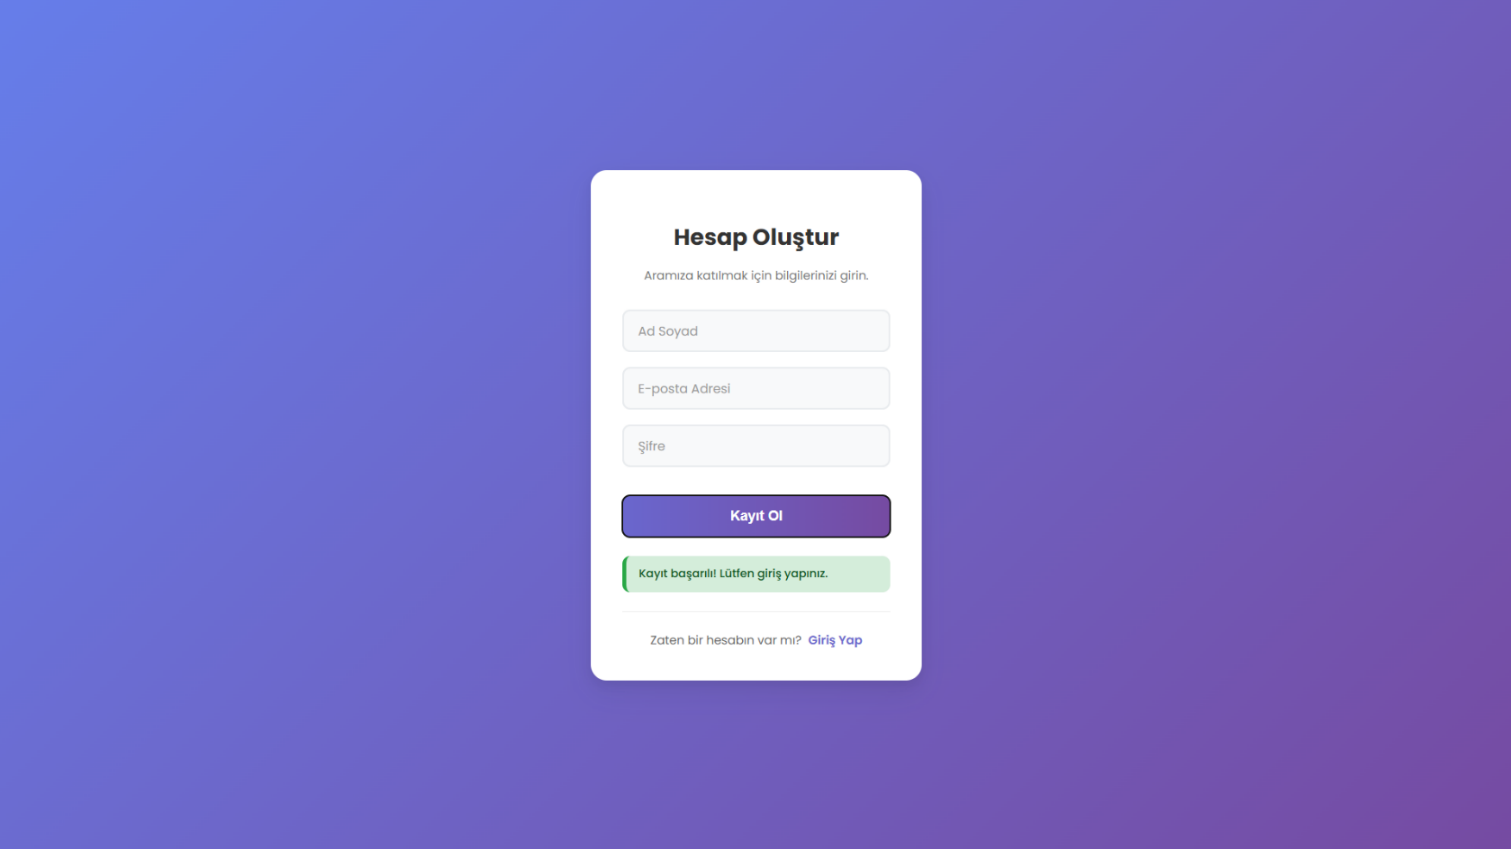 Hesap Oluştur
Aramıza katılmak için bilgilerinizi girin.
Ad Soyad
E-posta Adresi
Şifre
Kayıt Ol
Kayıt başarılı! Lütfen giriş yapınız.
Zaten bir hesabın var mı? Giriş Yap